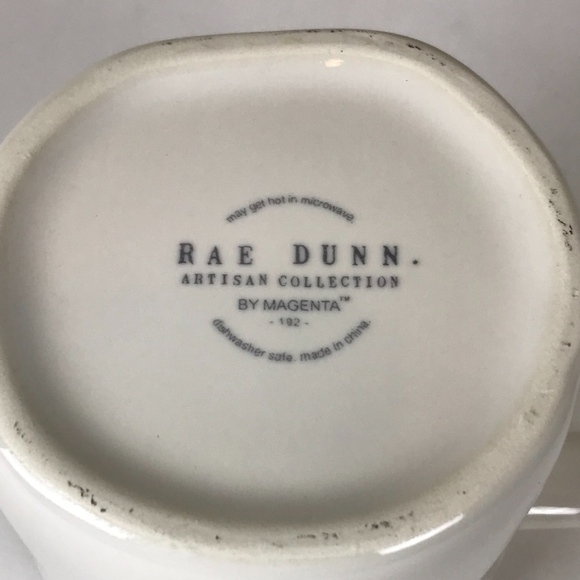 may get hot in microwave.
RAE DUNN.
ARTISAN COLLECTION
BY MAGENTA™
- 192 -
dishwasher safe. made in china.